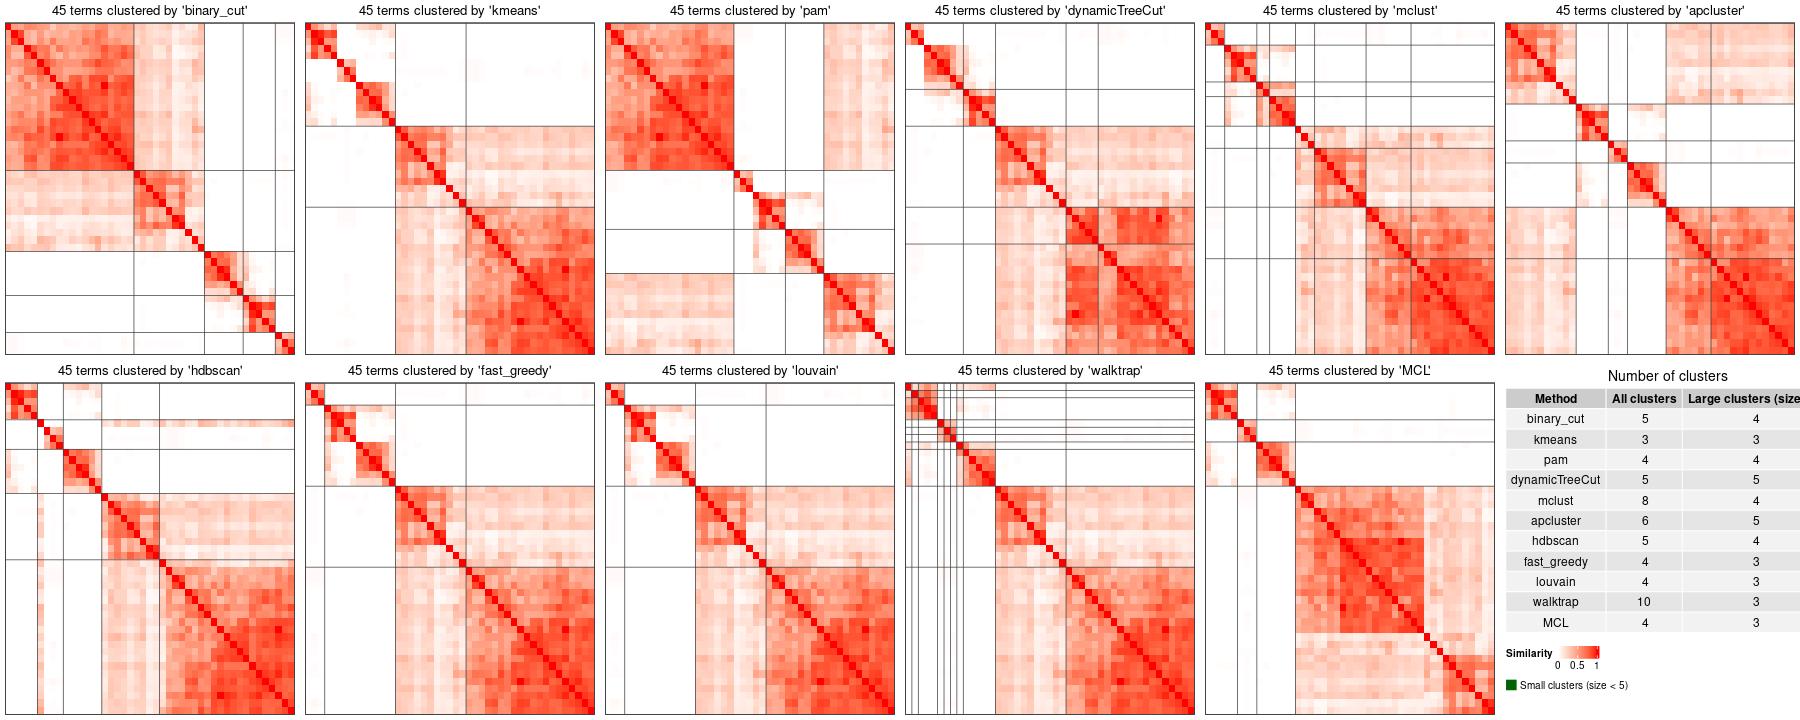 45 terms clustered by 'binary_cut'
45 terms clustered by 'kmeans'
45 terms clustered by 'pam'
45 terms clustered by 'dynamicTreeCut'
45 terms clustered by 'mclust'
45 terms clustered by 'apcluster'
45 terms clustered by 'hdbscan'
45 terms clustered by 'fast_greedy'
45 terms clustered by 'louvain'
45 terms clustered by 'walktrap'
45 terms clustered by 'MCL'
Number of clusters
Method All clusters Large clusters (size
binary_cut 5 4
kmeans 3 3
pam 4 4
dynamicTreeCut 5 5
mclust 8 4
apcluster 6 5
hdbscan 5 4
fast_greedy 4 3
louvain 4 3
walktrap 10 3
MCL 4 3
Similarity
0 0.5 1
Small clusters (size < 5)